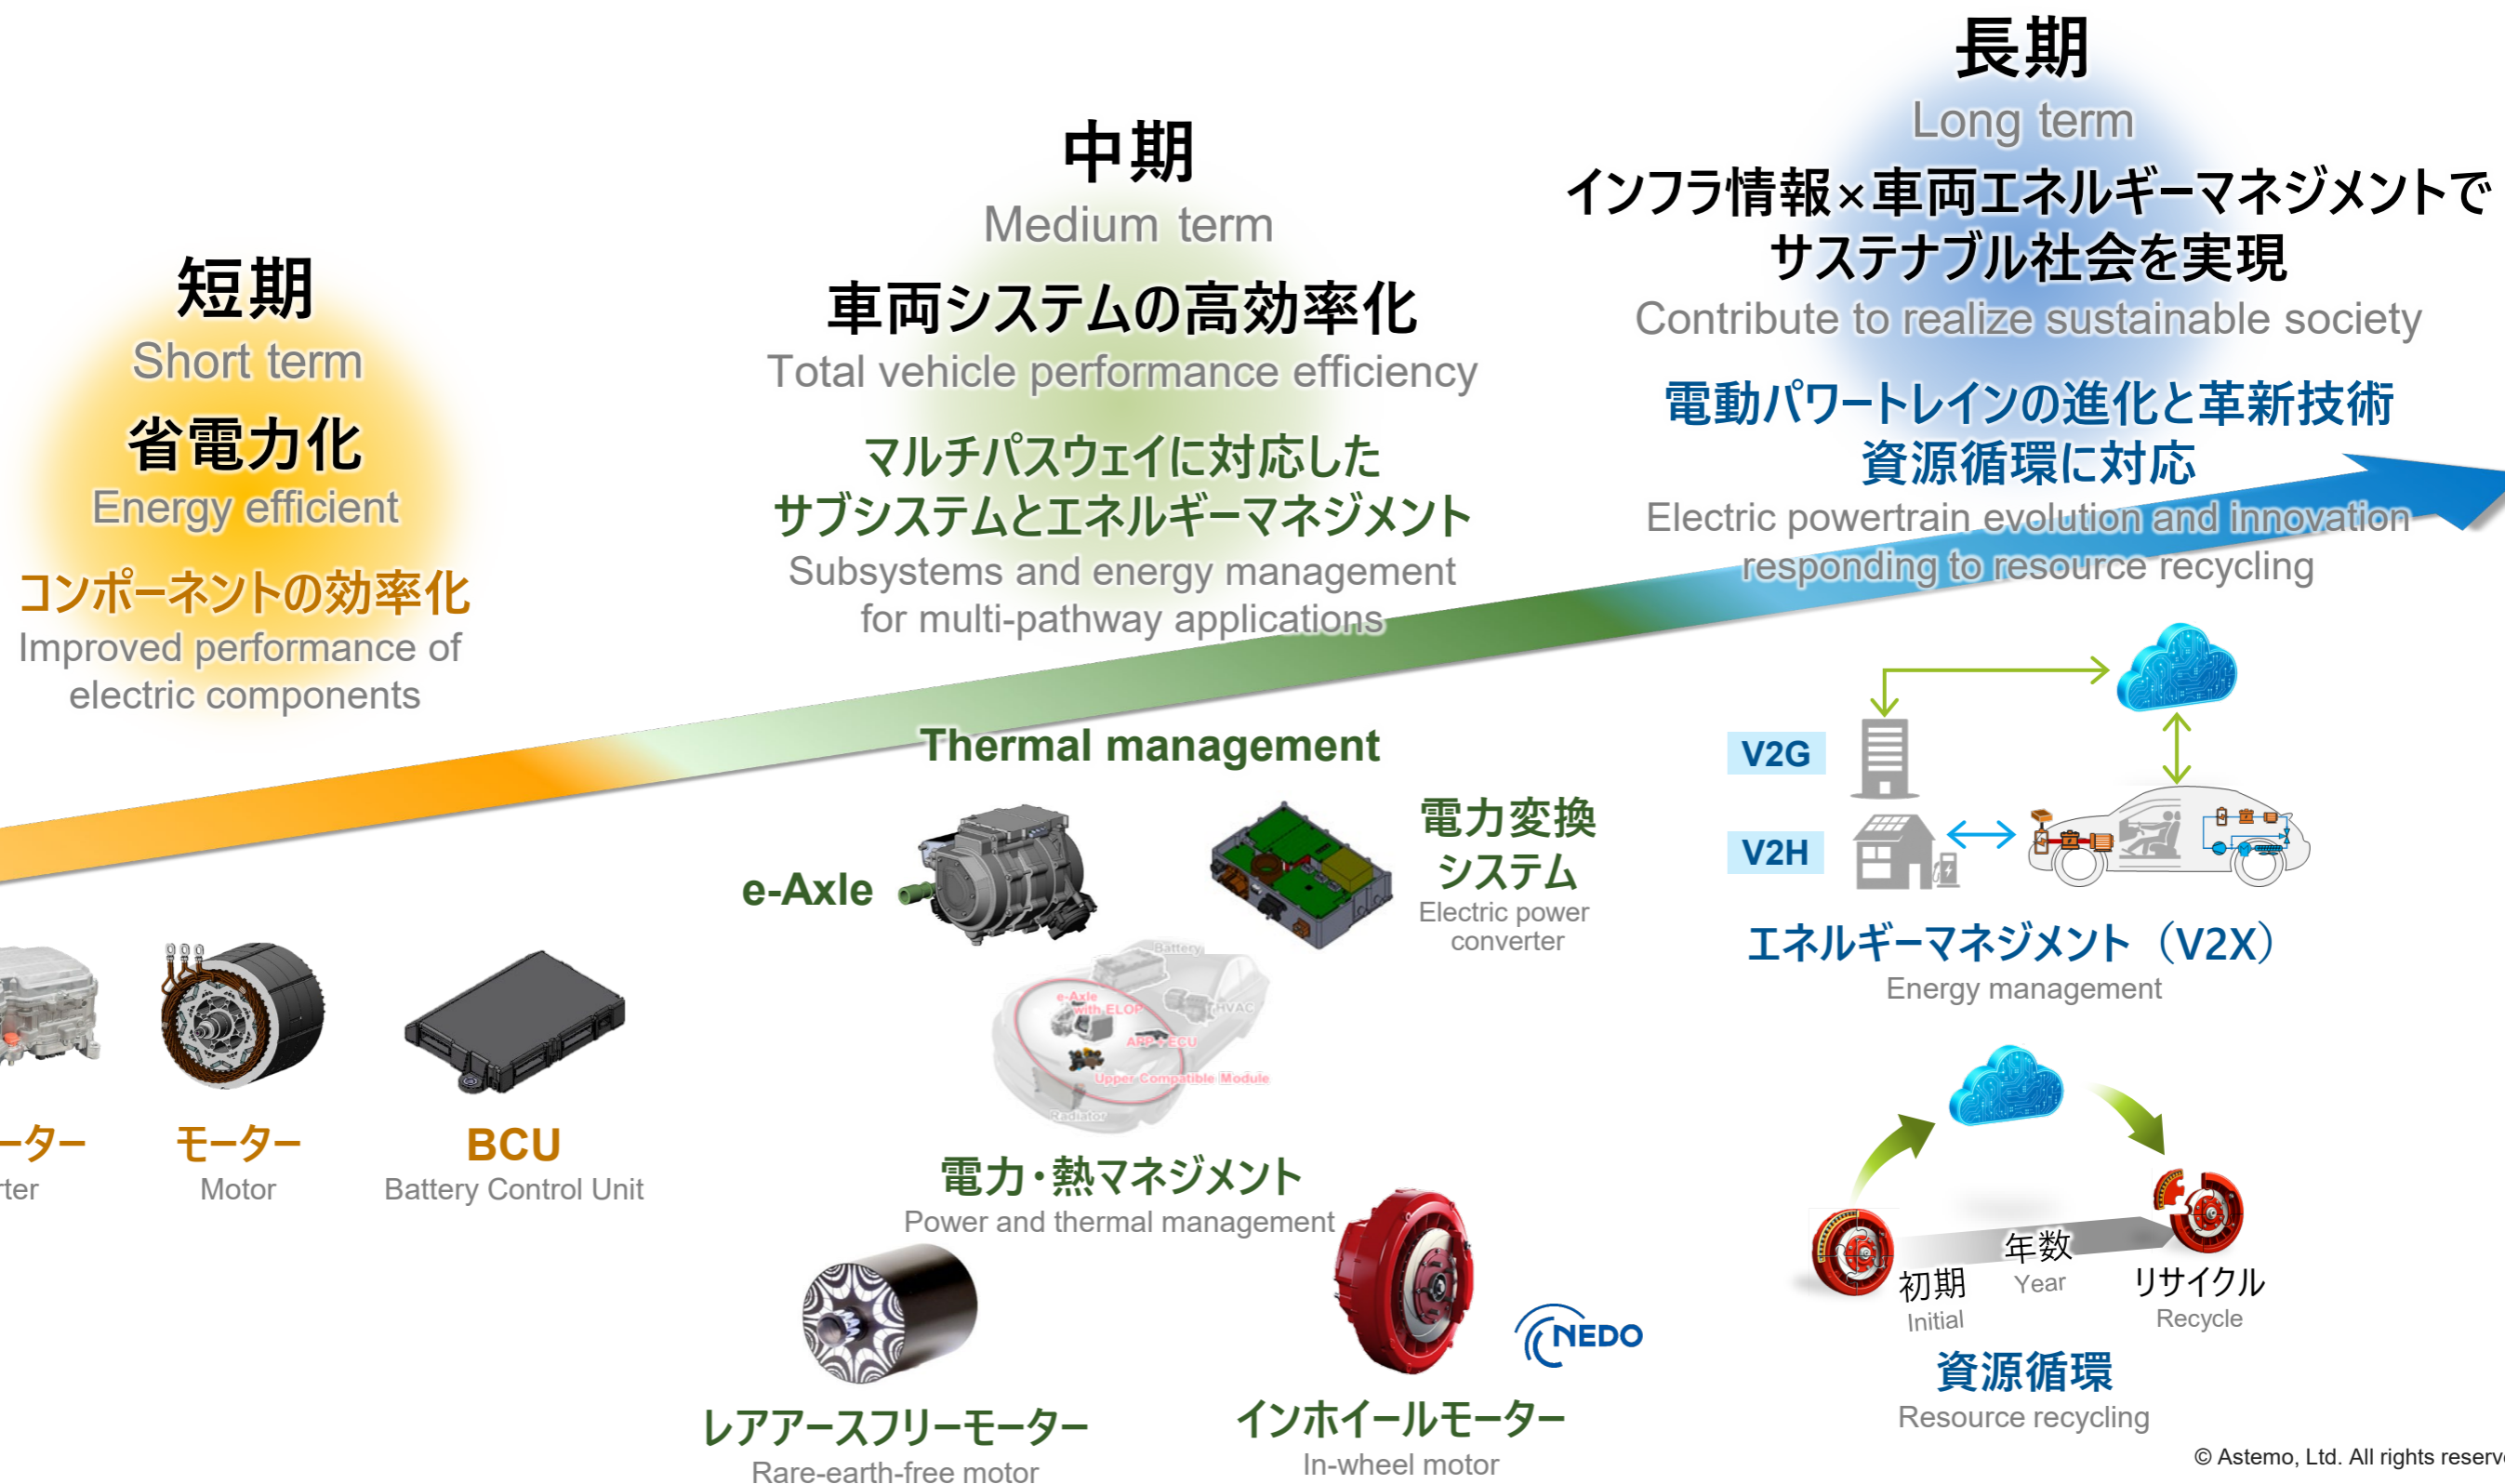 短期
Short term
省電力化
Energy efficient
コンポーネントの効率化
Improved performance of
electric components
ーター
rter
モーター
Motor
BCU
Battery Control Unit
中期
Medium term
車両システムの高効率化
Total vehicle performance efficiency
マルチパスウェイに対応した
サブシステムとエネルギーマネジメント
Subsystems and energy management
for multi-pathway applications
Thermal management
e-Axle
電力変換
システム
Electric power
converter
Battery
e-Axle
with ELOP
HVAC
ARP+ECU
Upper Compatible Module
Radiator
電力・熱マネジメント
Power and thermal management
レアアースフリーモーター
Rare-earth-free motor
NEDO
インホイールモーター
In-wheel motor
長期
Long term
インフラ情報×車両エネルギーマネジメントで
サステナブル社会を実現
Contribute to realize sustainable society
電動パワートレインの進化と革新技術
資源循環に対応
Electric powertrain evolution and innovation
responding to resource recycling
V2G
V2H
エネルギーマネジメント（V2X）
Energy management
初期
Initial
年数
Year
リサイクル
Recycle
資源循環
Resource recycling
© Astemo, Ltd. All rights reserve